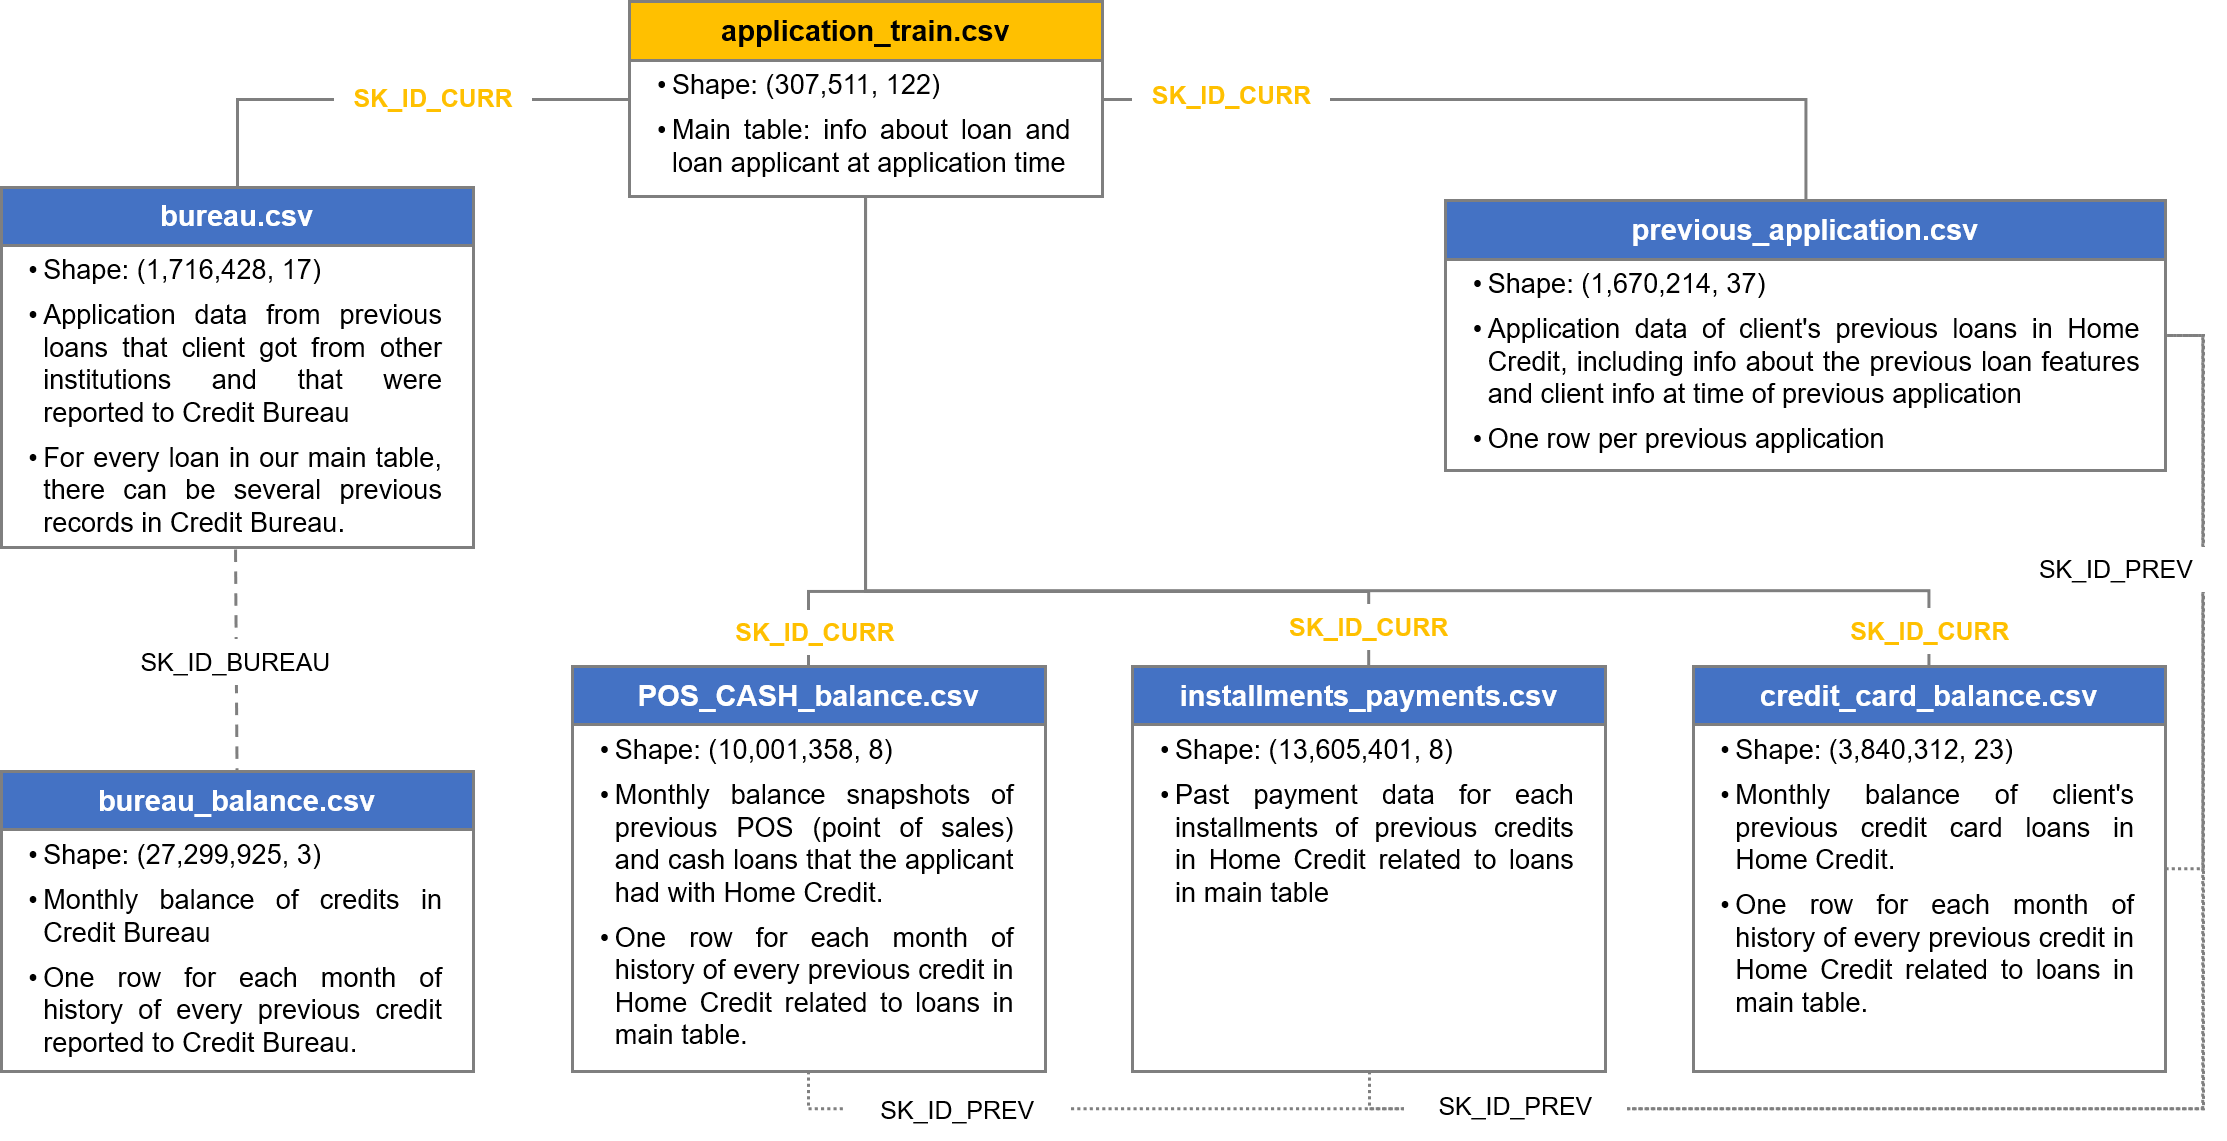 application_train.csv
• Shape: (307,511, 122)
• Main table: info about loan and
loan applicant at application time
SK_ID_CURR
SK_ID_CURR
bureau.csv
• Shape: (1,716,428, 17)
• Application data from previous
loans that client got from other
institutions and that were
reported to Credit Bureau
• For every loan in our main table,
there can be several previous
records in Credit Bureau.
previous_application.csv
• Shape: (1,670,214, 37)
• Application data of client's previous loans in Home
Credit, including info about the previous loan features
and client info at time of previous application
• One row per previous application
SK_ID_PREV
SK_ID_BUREAU
SK_ID_CURR
SK_ID_CURR
SK_ID_CURR
bureau_balance.csv
• Shape: (27,299,925, 3)
• Monthly balance of credits in
Credit Bureau
• One row for each month of
history of every previous credit
reported to Credit Bureau.
POS_CASH_balance.csv
• Shape: (10,001,358, 8)
• Monthly balance snapshots of
previous POS (point of sales)
and cash loans that the applicant
had with Home Credit.
• One row for each month of
history of every previous credit in
Home Credit related to loans in
main table.
installments_payments.csv
• Shape: (13,605,401, 8)
• Past payment data for each
installments of previous credits
in Home Credit related to loans
in main table
credit_card_balance.csv
• Shape: (3,840,312, 23)
• Monthly balance of client's
previous credit card loans in
Home Credit.
• One row for each month of
history of every previous credit in
Home Credit related to loans in
main table.
SK_ID_PREV
SK_ID_PREV